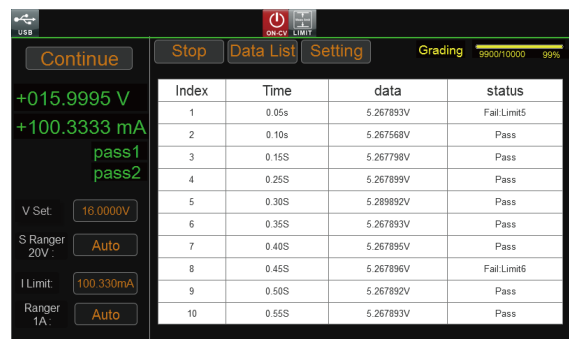 USB
ON-CV LIMIT
Continue
Stop Data List Setting Grading 9900/10000 99%
+015.9995 V
+100.3333 mA
pass1
pass2
V Set: 16.0000V
S Ranger 20V : Auto
I Limit: 100.330mA
Ranger 1A : Auto
Index Time data status
1 0.05s 5.267893V Fail:Limit5
2 0.10s 5.267568V Pass
3 0.15S 5.267798V Pass
4 0.25S 5.267899V Pass
5 0.30S 5.289892V Pass
6 0.35S 5.267893V Pass
7 0.40S 5.267895V Pass
8 0.45S 5.267896V Fail:Limit6
9 0.50S 5.267892V Pass
10 0.55S 5.267893V Pass